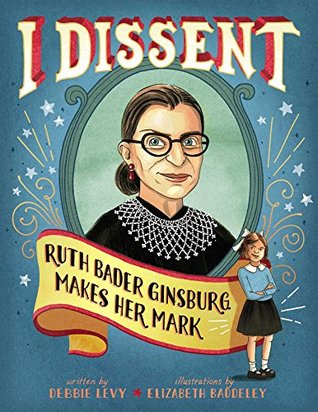 I DISSENT
RUTH BADER GINSBURG
MAKES HER MARK
written by
DEBBIE LEVY
illustrations by
ELIZABETH BADDELEY